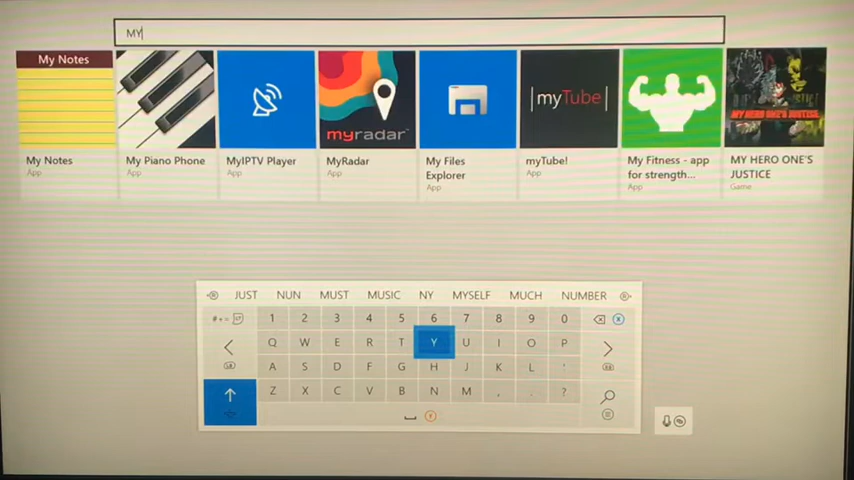 MY
My Notes
myradar
myTube
MY HERO ONE'S JUSTICE
My Notes
App
My Piano Phone
App
MyIPTV Player
App
MyRadar
App
My Files
Explorer
App
myTube!
App
My Fitness - app
for strength...
App
MY HERO ONE'S
JUSTICE
Game
JUST NUN MUST MUSIC NY MYSELF MUCH NUMBER
#+= 1 2 3 4 5 6 7 8 9 0
Q W E R T Y U I O P
A S D F G H J K L '
Z X C V B N M , . ?